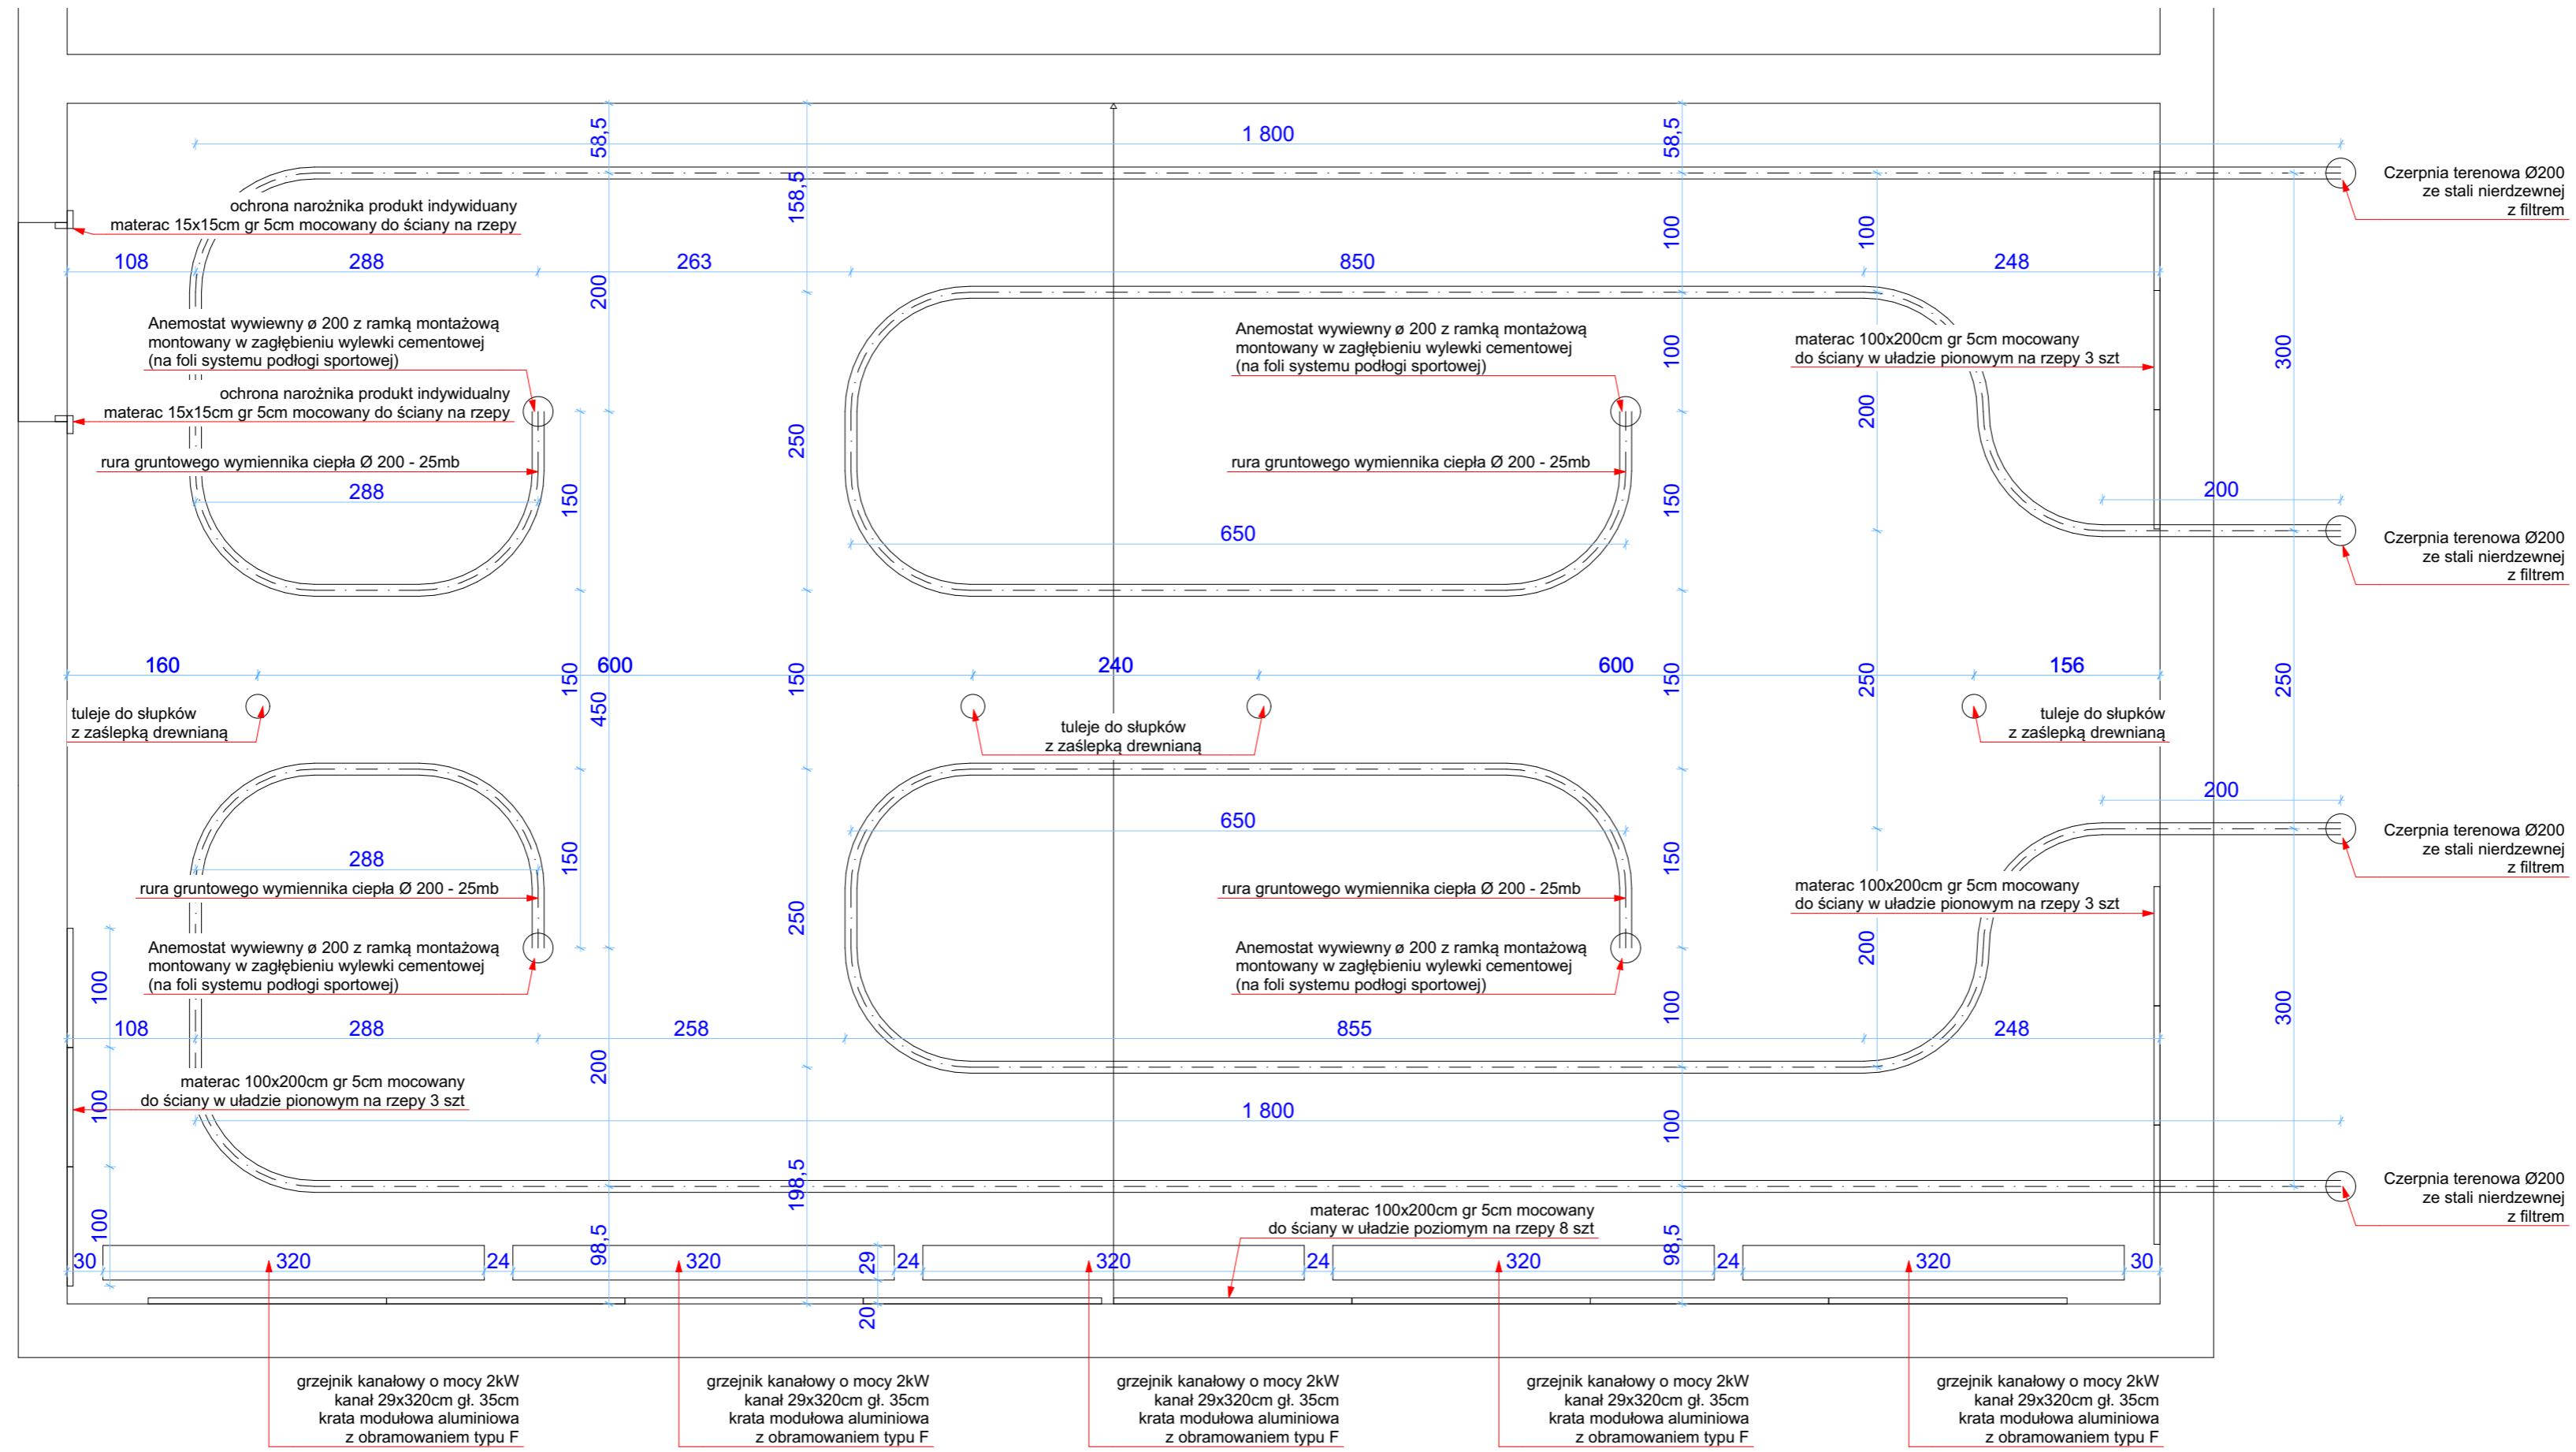 1 800
58,5
58,5
158,5
Czerpnia terenowa Ø200
ze stali nierdzewnej
z filtrem
ochrona narożnika produkt indywiduany
materac 15x15cm gr 5cm mocowany do ściany na rzepy
100
100
108
288
263
850
248
200
Anemostat wywiewny ø 200 z ramką montażową
montowany w zagłębieniu wylewki cementowej
(na foli systemu podłogi sportowej)
Anemostat wywiewny ø 200 z ramką montażową
montowany w zagłębieniu wylewki cementowej
(na foli systemu podłogi sportowej)
100
materac 100x200cm gr 5cm mocowany
do ściany w uładzie pionowym na rzepy 3 szt
300
ochrona narożnika produkt indywidualny
materac 15x15cm gr 5cm mocowany do ściany na rzepy
250
200
rura gruntowego wymiennika ciepła Ø 200 - 25mb
rura gruntowego wymiennika ciepła Ø 200 - 25mb
288
150
150
200
650
Czerpnia terenowa Ø200
ze stali nierdzewnej
z filtrem
160
600
240
600
156
150
450
150
150
250
250
tuleje do słupków
z zaślepką drewnianą
tuleje do słupków
z zaślepką drewnianą
tuleje do słupków
z zaślepką drewnianą
200
650
288
150
150
Czerpnia terenowa Ø200
ze stali nierdzewnej
z filtrem
rura gruntowego wymiennika ciepła Ø 200 - 25mb
rura gruntowego wymiennika ciepła Ø 200 - 25mb
materac 100x200cm gr 5cm mocowany
do ściany w uładzie pionowym na rzepy 3 szt
250
200
Anemostat wywiewny ø 200 z ramką montażową
montowany w zagłębieniu wylewki cementowej
(na foli systemu podłogi sportowej)
Anemostat wywiewny ø 200 z ramką montażową
montowany w zagłębieniu wylewki cementowej
(na foli systemu podłogi sportowej)
100
100
300
108
288
258
855
248
200
materac 100x200cm gr 5cm mocowany
do ściany w uładzie pionowym na rzepy 3 szt
100
1 800
100
198,5
Czerpnia terenowa Ø200
ze stali nierdzewnej
z filtrem
materac 100x200cm gr 5cm mocowany
do ściany w uładzie poziomym na rzepy 8 szt
100
98,5
98,5
30
320
24
320
29
24
320
24
320
24
320
30
20
grzejnik kanałowy o mocy 2kW
kanał 29x320cm gł. 35cm
krata modułowa aluminiowa
z obramowaniem typu F
grzejnik kanałowy o mocy 2kW
kanał 29x320cm gł. 35cm
krata modułowa aluminiowa
z obramowaniem typu F
grzejnik kanałowy o mocy 2kW
kanał 29x320cm gł. 35cm
krata modułowa aluminiowa
z obramowaniem typu F
grzejnik kanałowy o mocy 2kW
kanał 29x320cm gł. 35cm
krata modułowa aluminiowa
z obramowaniem typu F
grzejnik kanałowy o mocy 2kW
kanał 29x320cm gł. 35cm
krata modułowa aluminiowa
z obramowaniem typu F